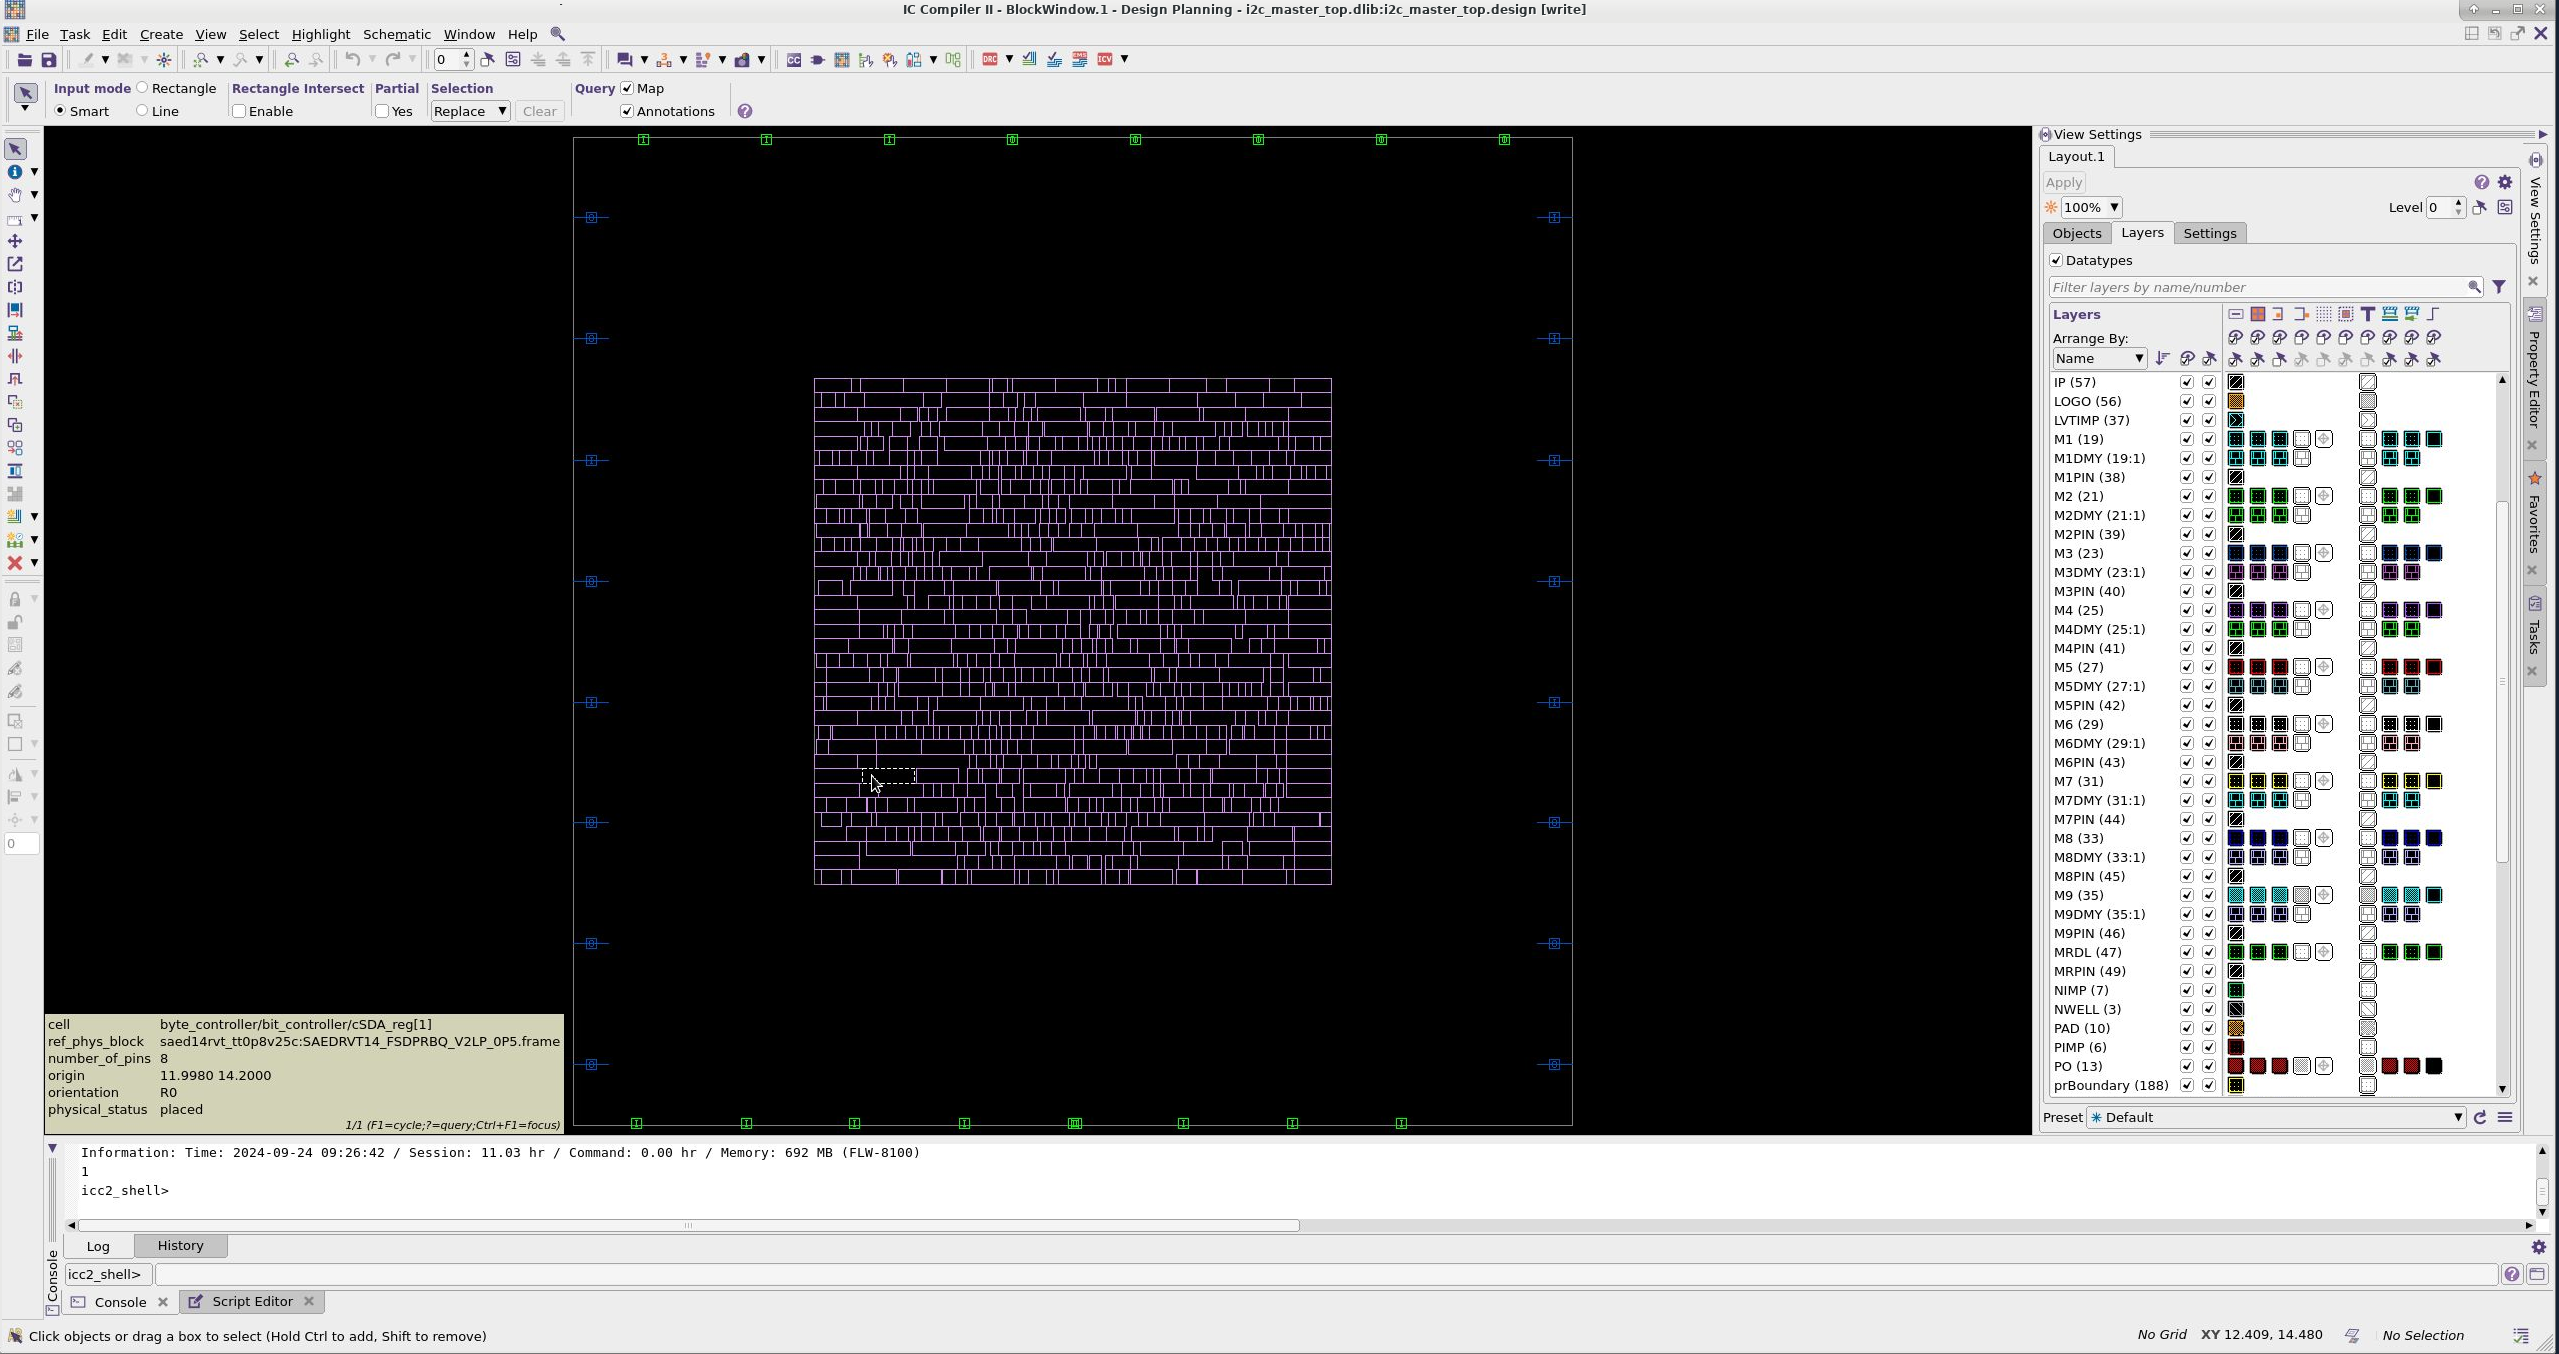 IC Compiler II - BlockWindow.1 - Design Planning - i2c_master_top.dlib:i2c_master_top.design [write]
File Task Edit Create View Select Highlight Schematic Window Help
0
DRC ICV
Input mode Rectangle Rectangle Intersect Partial Selection Query Map
Smart Line Enable Yes Replace Clear Annotations
View Settings
Layout.1
Apply
100% Level 0
Objects Layers Settings
Datatypes
Filter layers by name/number
Layers
Arrange By:
Name
IP (57)
LOGO (56)
LVTIMP (37)
M1 (19)
M1DMY (19:1)
M1PIN (38)
M2 (21)
M2DMY (21:1)
M2PIN (39)
M3 (23)
M3DMY (23:1)
M3PIN (40)
M4 (25)
M4DMY (25:1)
M4PIN (41)
M5 (27)
M5DMY (27:1)
M5PIN (42)
M6 (29)
M6DMY (29:1)
M6PIN (43)
M7 (31)
M7DMY (31:1)
M7PIN (44)
M8 (33)
M8DMY (33:1)
M8PIN (45)
M9 (35)
M9DMY (35:1)
M9PIN (46)
MRDL (47)
MRPIN (49)
NIMP (7)
NWELL (3)
PAD (10)
PIMP (6)
PO (13)
prBoundary (188)
Preset Default
View Settings
Property Editor
Favorites
Tasks
0
cell byte_controller/bit_controller/cSDA_reg[1]
ref_phys_block saed14rvt_tt0p8v25c:SAEDRVT14_FSDPRBQ_V2LP_0P5.frame
number_of_pins 8
origin 11.9980 14.2000
orientation R0
physical_status placed
1/1 (F1=cycle;?=query;Ctrl+F1=focus)
Information: Time: 2024-09-24 09:26:42 / Session: 11.03 hr / Command: 0.00 hr / Memory: 692 MB (FLW-8100)
1
icc2_shell>
Log History
Console
icc2_shell>
Console Script Editor
Click objects or drag a box to select (Hold Ctrl to add, Shift to remove) No Grid XY 12.409, 14.480 No Selection